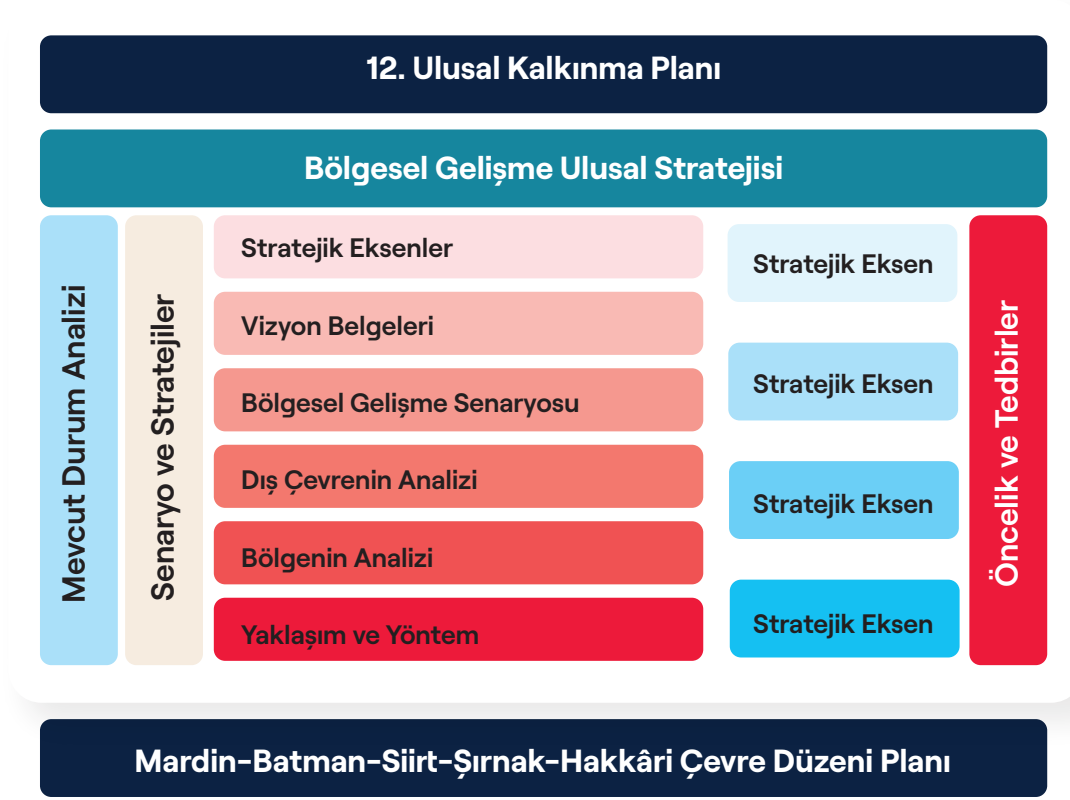 12. Ulusal Kalkınma Planı
Bölgesel Gelişme Ulusal Stratejisi
Mevcut Durum Analizi
Senaryo ve Stratejiler
Stratejik Eksenler
Vizyon Belgeleri
Bölgesel Gelişme Senaryosu
Dış Çevrenin Analizi
Bölgenin Analizi
Yaklaşım ve Yöntem
Stratejik Eksen
Stratejik Eksen
Stratejik Eksen
Stratejik Eksen
Öncelik ve Tedbirler
Mardin-Batman-Siirt-Şırnak-Hakkâri Çevre Düzeni Planı